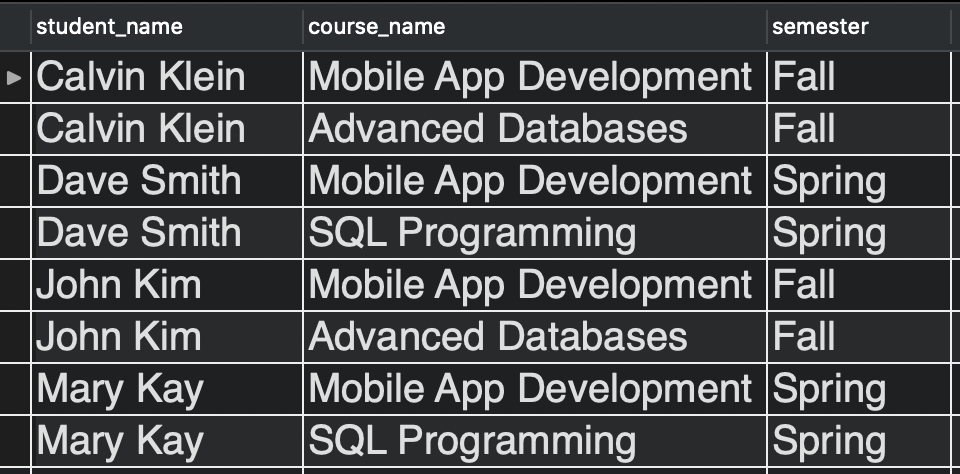 student_name course_name semester
Calvin Klein Mobile App Development Fall
Calvin Klein Advanced Databases Fall
Dave Smith Mobile App Development Spring
Dave Smith SQL Programming Spring
John Kim Mobile App Development Fall
John Kim Advanced Databases Fall
Mary Kay Mobile App Development Spring
Mary Kay SQL Programming Spring